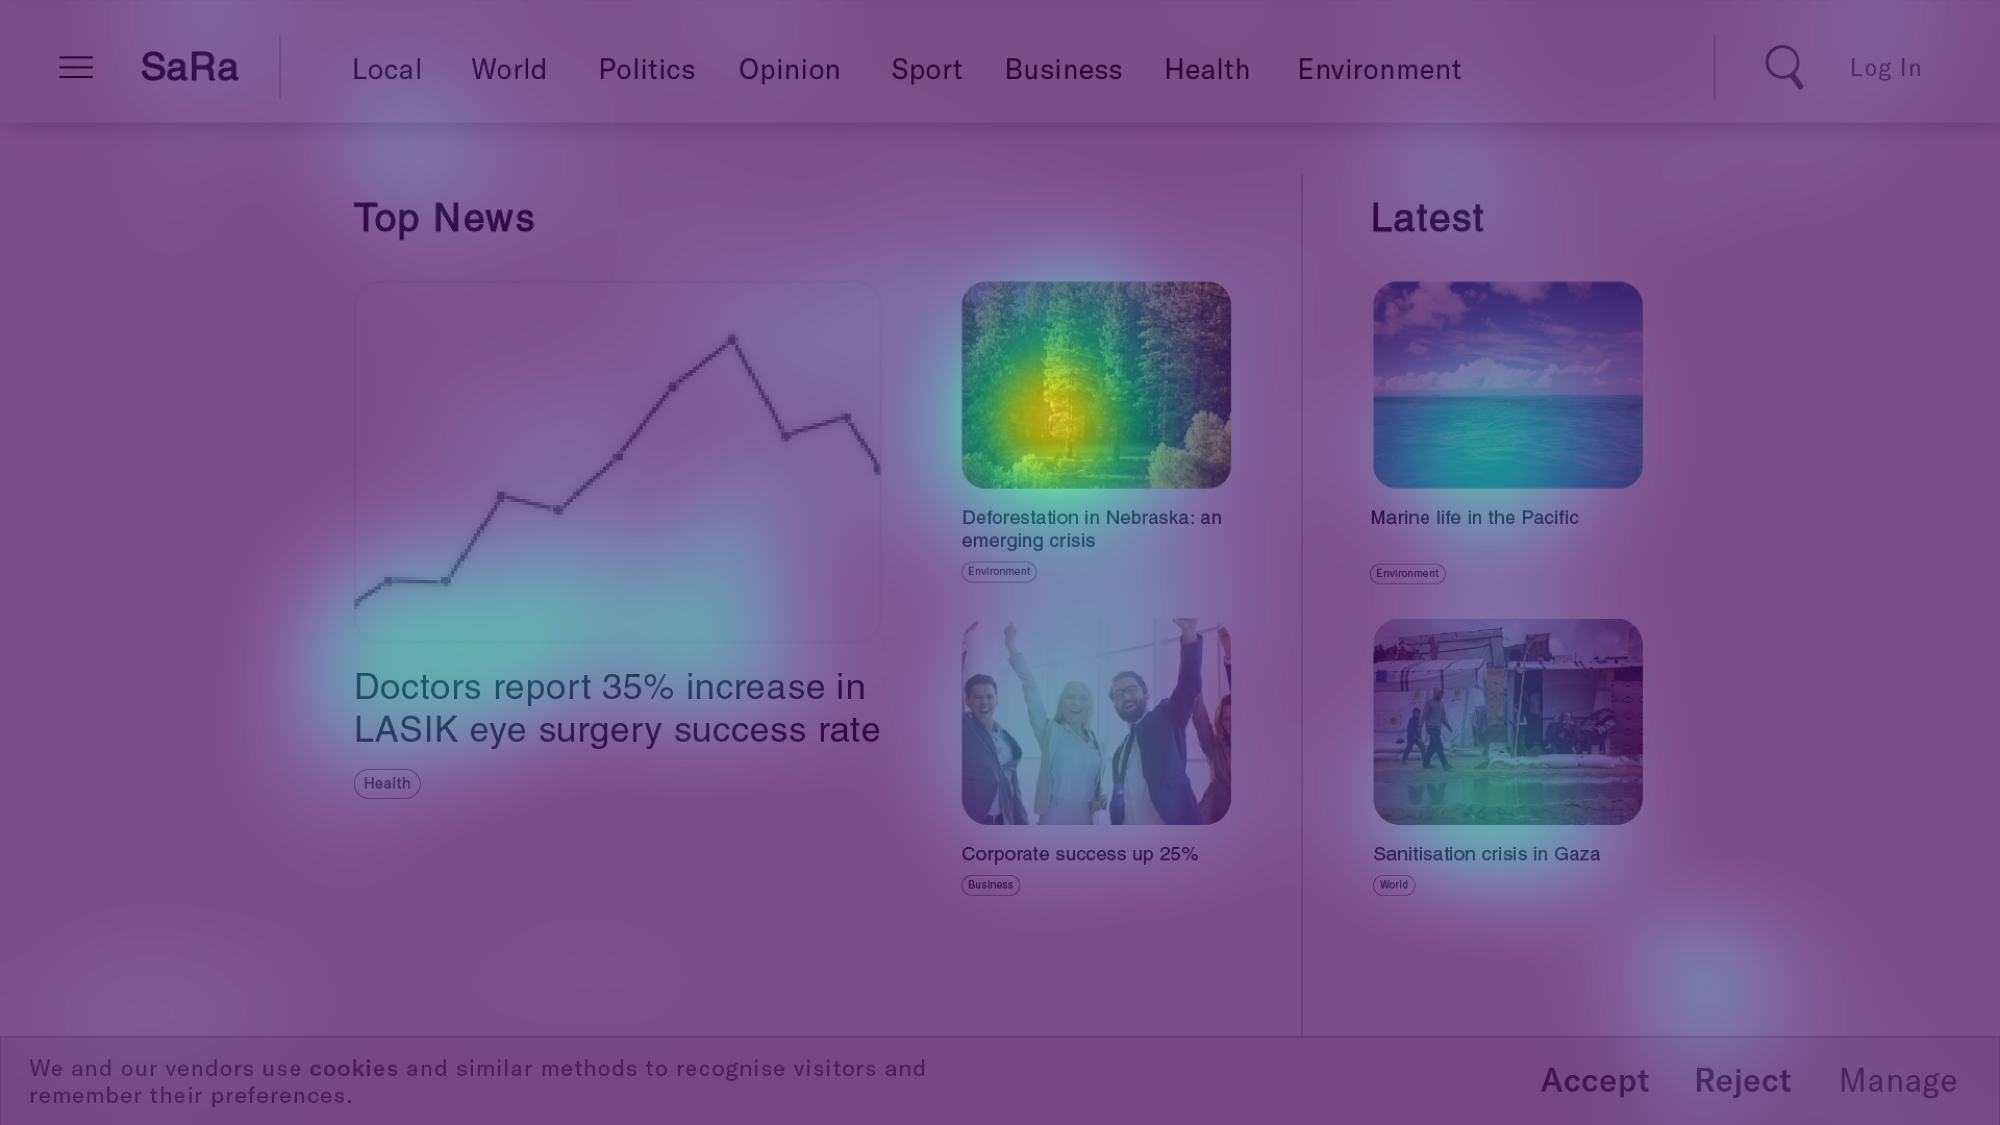 SaRa
Local World Politics Opinion Sport Business Health Environment
Log In
Top News
Doctors report 35% increase in
LASIK eye surgery success rate
Health
Deforestation in Nebraska: an
emerging crisis
Environment
Corporate success up 25%
Business
Latest
Marine life in the Pacific
Environment
Sanitisation crisis in Gaza
World
We and our vendors use cookies and similar methods to recognise visitors and
remember their preferences.
Accept Reject Manage